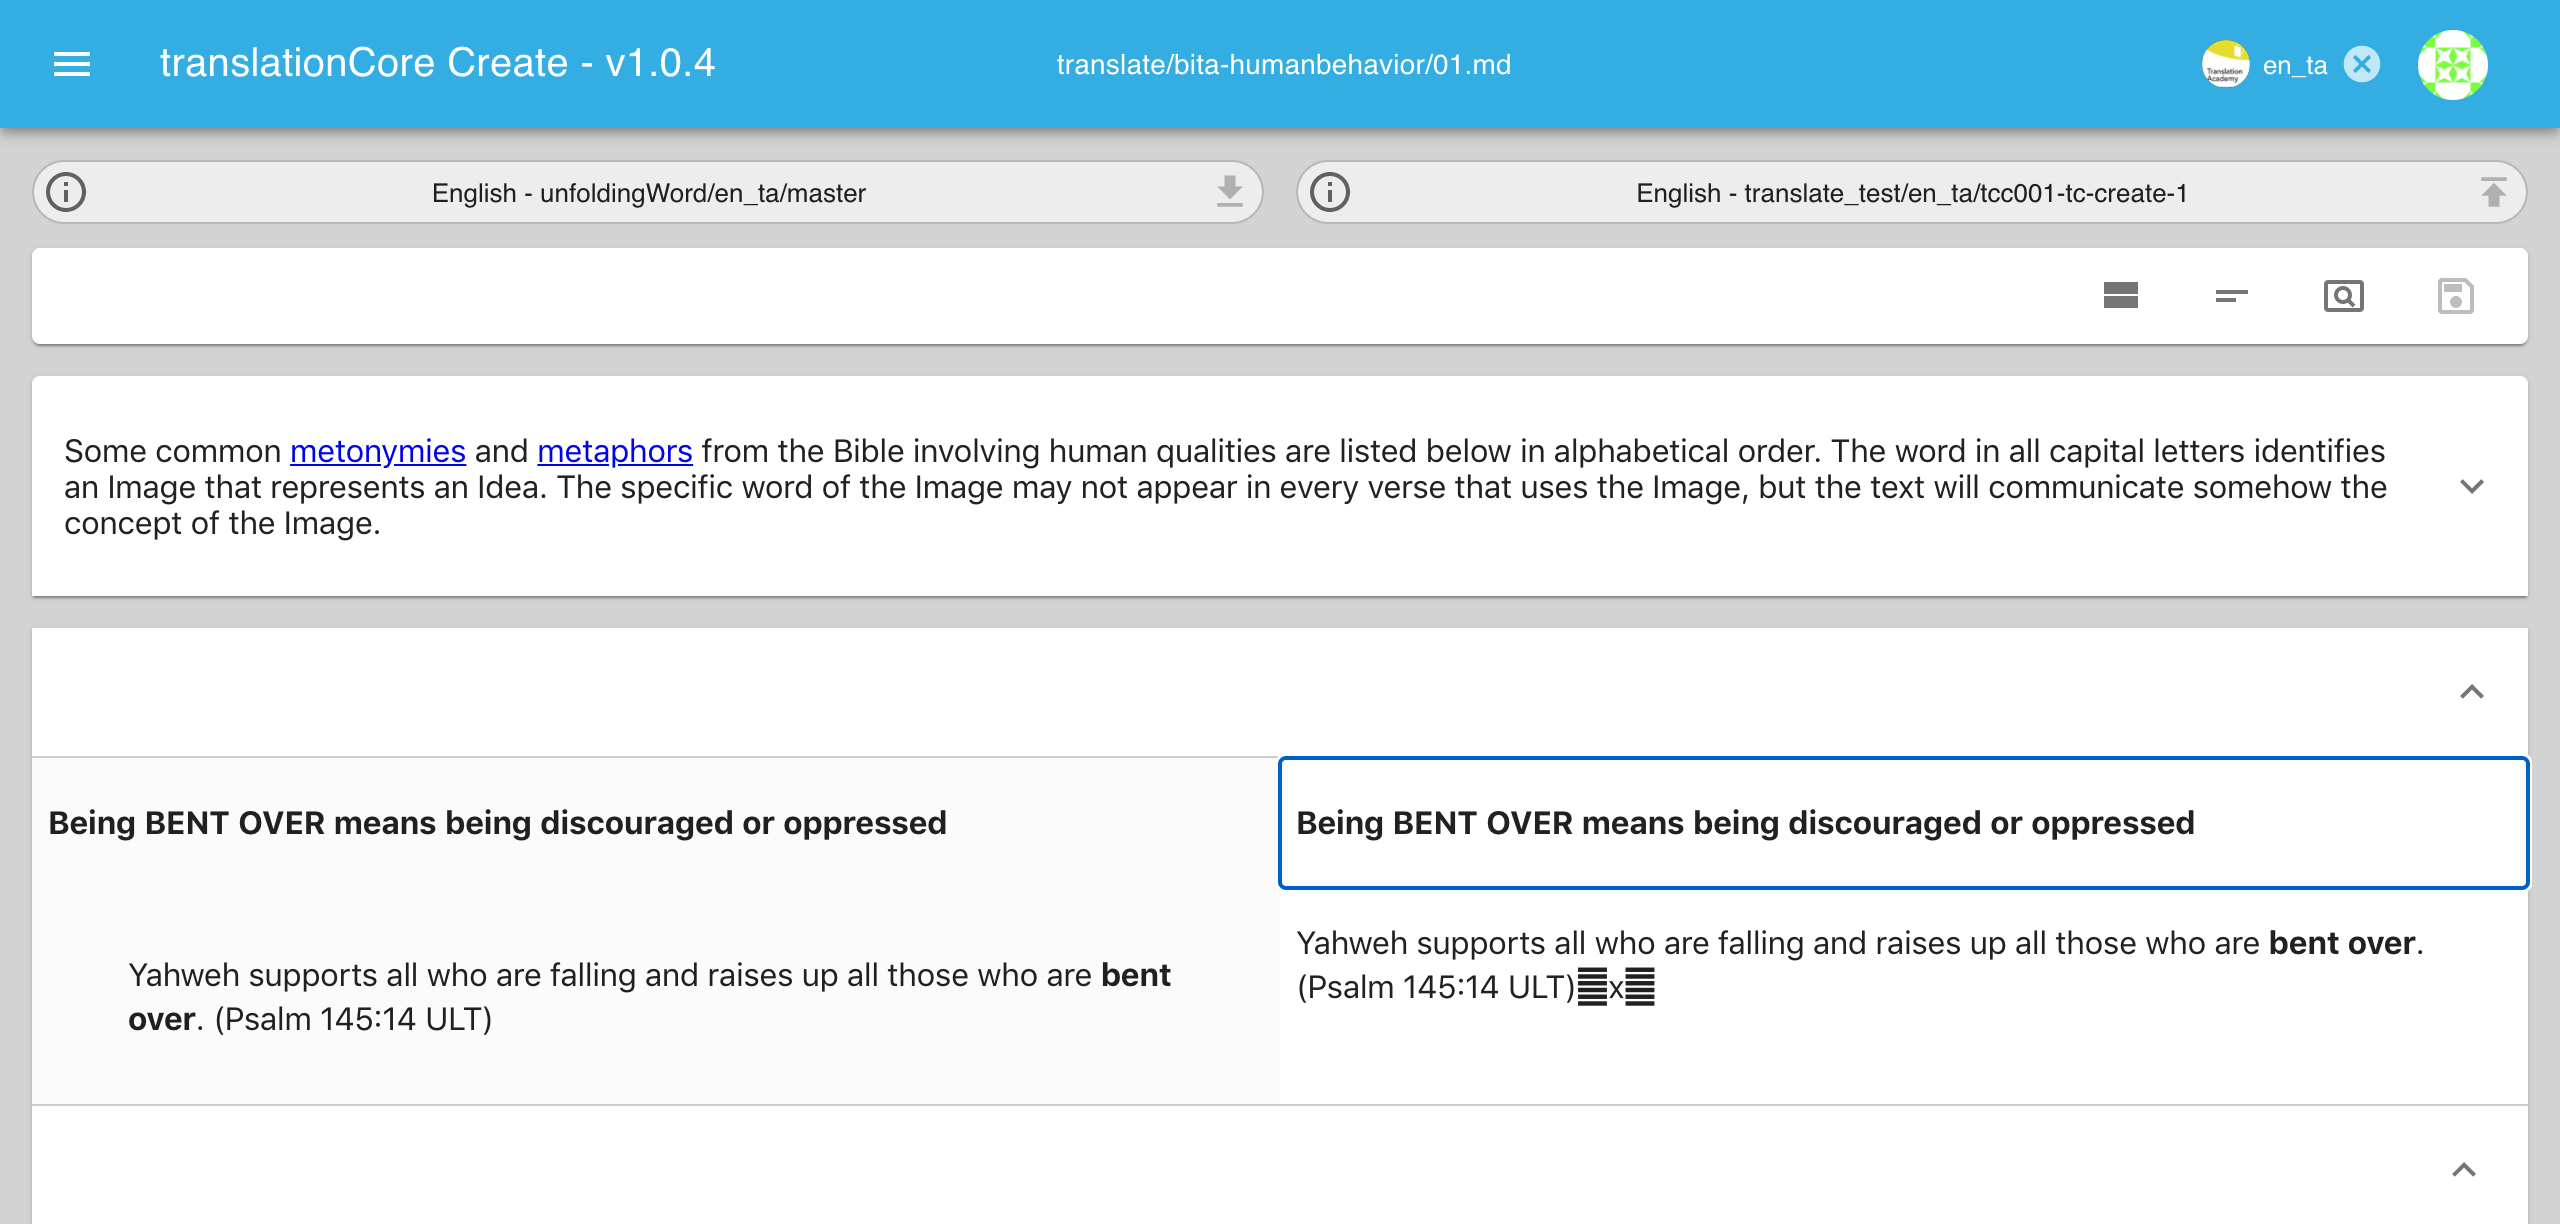 translationCore Create - v1.0.4
translate/bita-humanbehavior/01.md
Translation
Academy
en_ta
English - unfoldingWord/en_ta/master
English - translate_test/en_ta/tcc001-tc-create-1
Some common metonymies and metaphors from the Bible involving human qualities are listed below in alphabetical order. The word in all capital letters identifies
an Image that represents an Idea. The specific word of the Image may not appear in every verse that uses the Image, but the text will communicate somehow the
concept of the Image.
Being BENT OVER means being discouraged or oppressed
Yahweh supports all who are falling and raises up all those who are bent
over. (Psalm 145:14 ULT)
Being BENT OVER means being discouraged or oppressed
Yahweh supports all who are falling and raises up all those who are bent over.
(Psalm 145:14 ULT)𝌆x𝌆